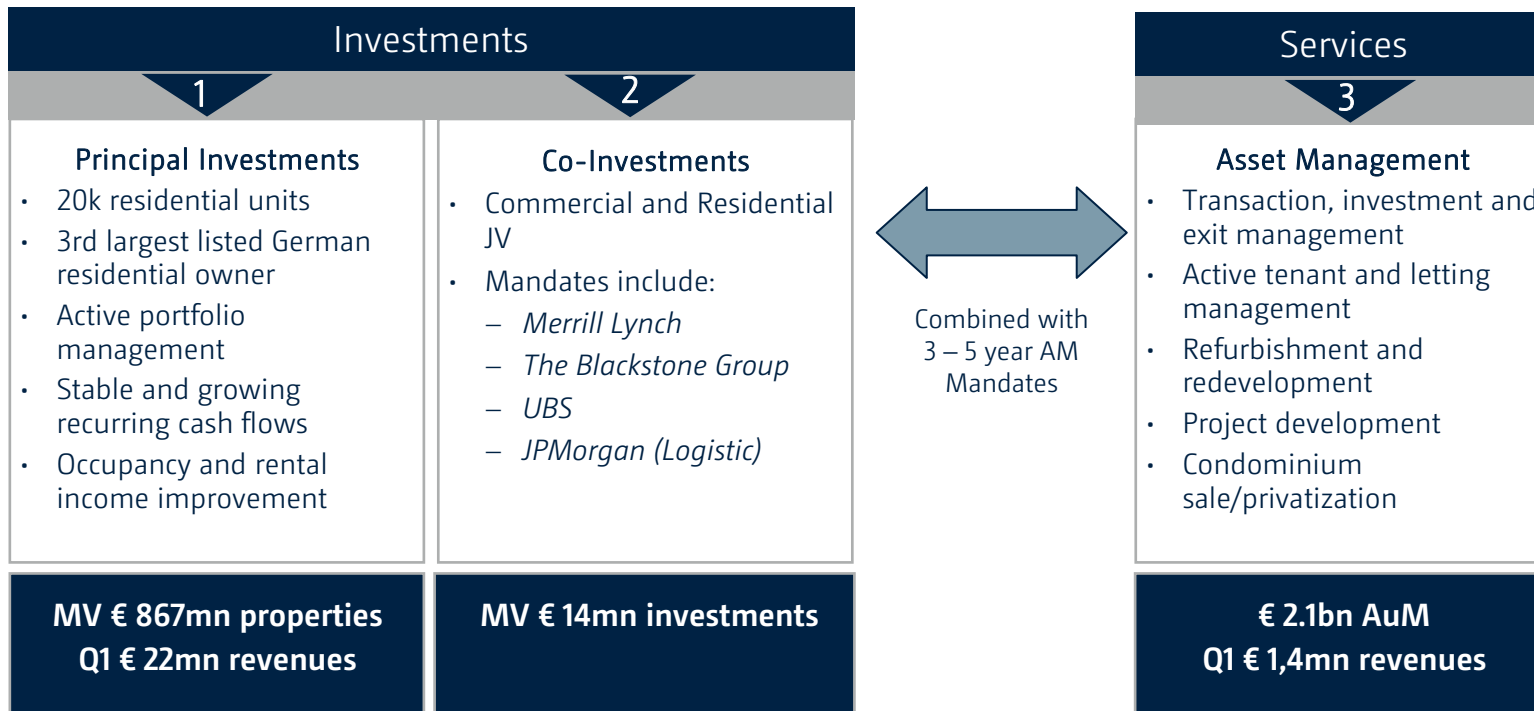 Investments
1
2
Principal Investments
• 20k residential units
• 3rd largest listed German
residential owner
• Active portfolio
management
• Stable and growing
recurring cash flows
• Occupancy and rental
income improvement
Co-Investments
• Commercial and Residential
JV
• Mandates include:
– Merrill Lynch
– The Blackstone Group
– UBS
– JPMorgan (Logistic)
MV € 867mn properties
Q1 € 22mn revenues
MV € 14mn investments
Combined with
3 – 5 year AM
Mandates
Services
3
Asset Management
• Transaction, investment and
exit management
• Active tenant and letting
management
• Refurbishment and
redevelopment
• Project development
• Condominium
sale/privatization
€ 2.1bn AuM
Q1 € 1,4mn revenues